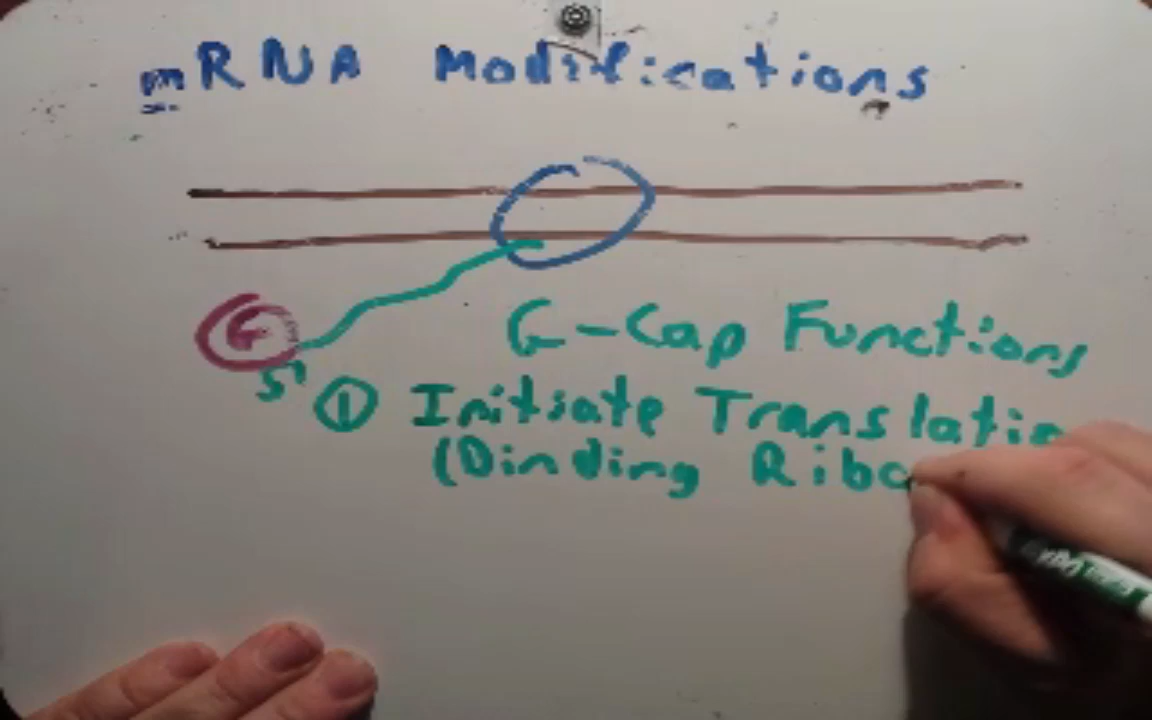 mRNA Modifications
G
5'
G-Cap Functions
① Initiate Translatio
(Binding Ribo